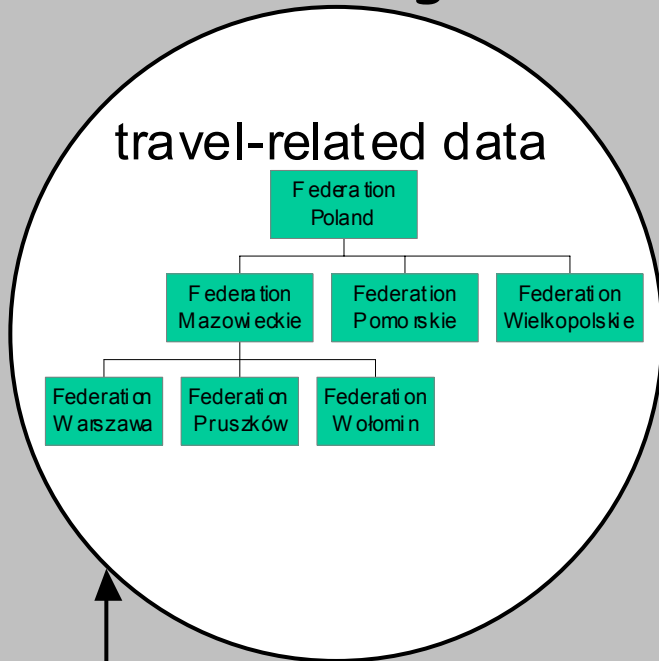 travel-related data
Federation
Poland
Federation
Mazowieckie
Federation
Pomorskie
Federation
Wielkopolskie
Federation
Warszawa
Federation
Pruszków
Federation
Wołomin